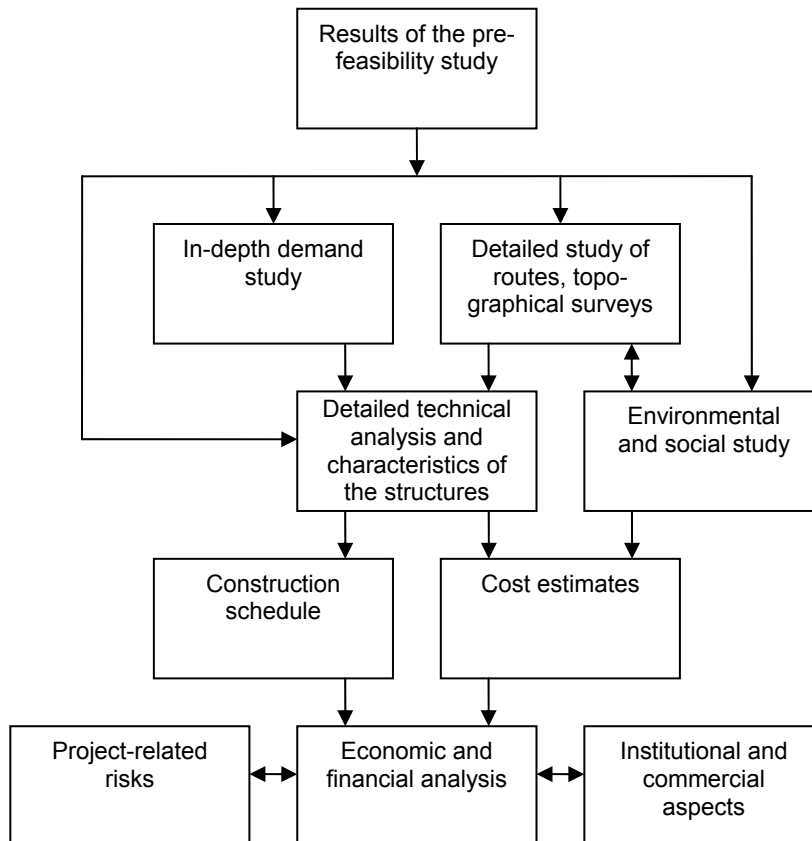 Results of the pre-
feasibility study
In-depth demand
study
Detailed study of
routes, topo-
graphical surveys
Detailed technical
analysis and
characteristics of
the structures
Environmental
and social study
Construction
schedule
Cost estimates
Project-related
risks
Economic and
financial analysis
Institutional and
commercial
aspects